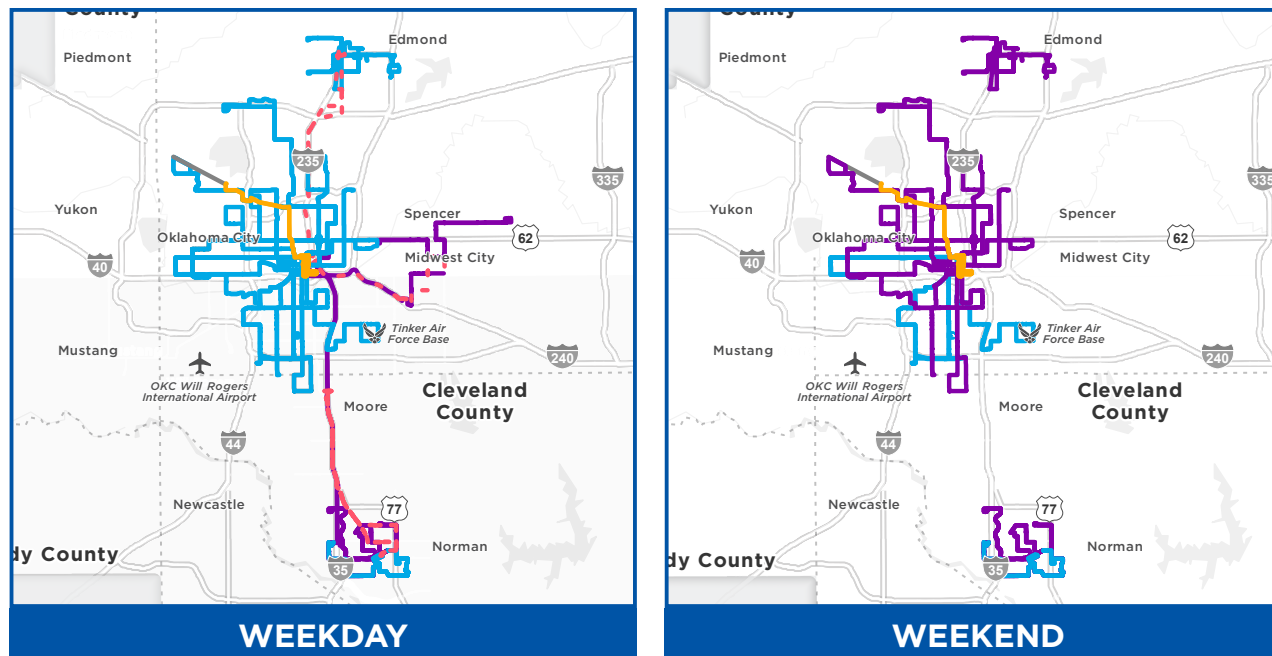 County
Piedmont
Edmond
235
335
Yukon
Spencer
Oklahoma City
62
40
Midwest City
Tinker Air
Force Base
Mustang
240
OKC Will Rogers
International Airport
Cleveland
County
Moore
44
Newcastle
77
dy County
Norman
35
WEEKDAY
County
Piedmont
Edmond
235
335
Yukon
Spencer
Oklahoma City
62
40
Midwest City
Tinker Air
Force Base
Mustang
240
OKC Will Rogers
International Airport
Cleveland
County
Moore
44
Newcastle
77
dy County
Norman
35
WEEKEND